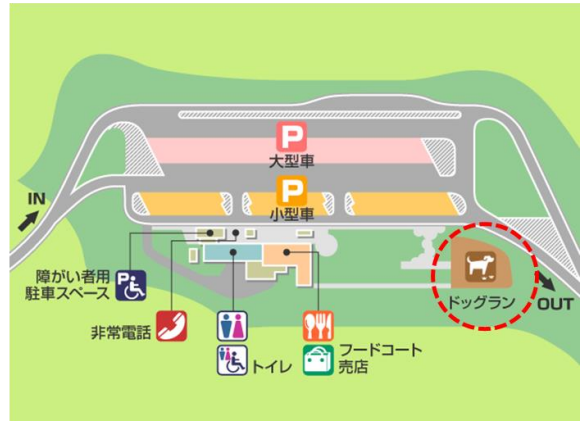 P
大型車
P
小型車
IN
障がい者用
駐車スペース
P
非常電話
トイレ
フードコート
売店
ドッグラン
OUT